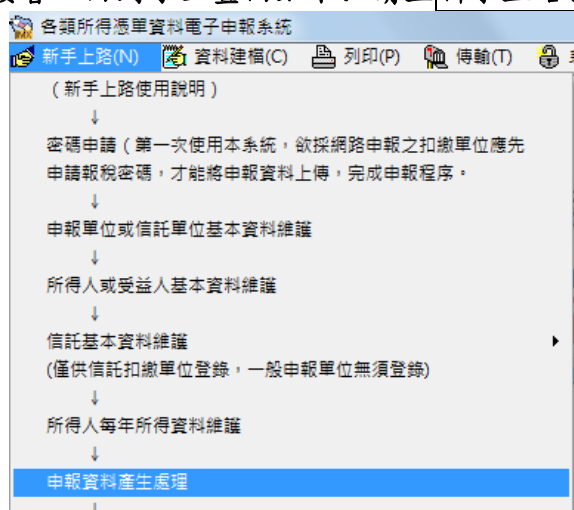 各類所得憑單資料電子申報系統
新手上路(N) 資料建檔(C) 列印(P) 傳輸(T)
(新手上路使用說明)
↓
密碼申請(第一次使用本系統,欲採網路申報之扣繳單位應先
申請報稅密碼,才能將申報資料上傳,完成申報程序。
↓
申報單位或信託單位基本資料維護
↓
所得人或受益人基本資料維護
↓
信託基本資料維護
(僅供信託扣繳單位登錄,一般申報單位無須登錄)
↓
所得人每年所得資料維護
↓
申報資料產生處理